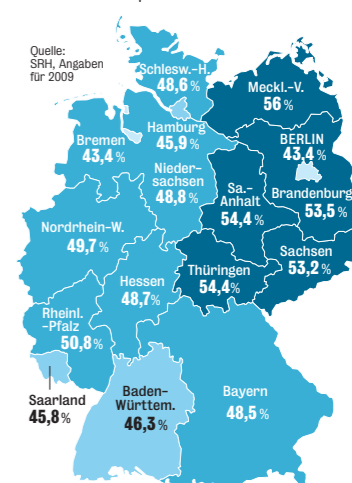 Quelle:
SRH, Angaben
für 2009
Schlesw.-H.
48,6 %
Meckl.-V.
56 %
Hamburg
45,9 %
Bremen
43,4 %
BERLIN
43,4 %
Nieder-
sachsen
48,8 %
Sa.-
Anhalt
54,4 %
Brandenburg
53,5 %
Nordrhein-W.
49,7 %
Sachsen
53,2 %
Hessen
48,7 %
Thüringen
54,4 %
Rheinl.
-Pfalz
50,8 %
Saarland
45,8 %
Baden-
Württem.
46,3 %
Bayern
48,5 %